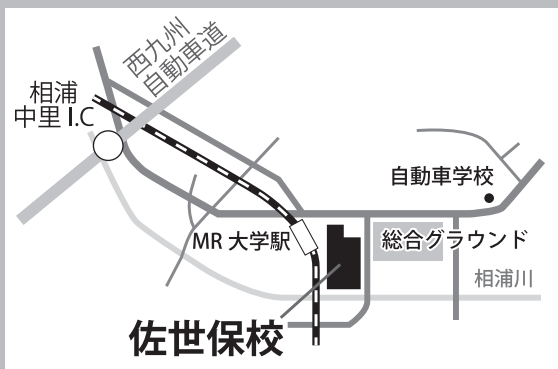 西九州
自動車道
相浦
中里 I.C
自動車学校
MR 大学駅
総合グラウンド
相浦川
佐世保校